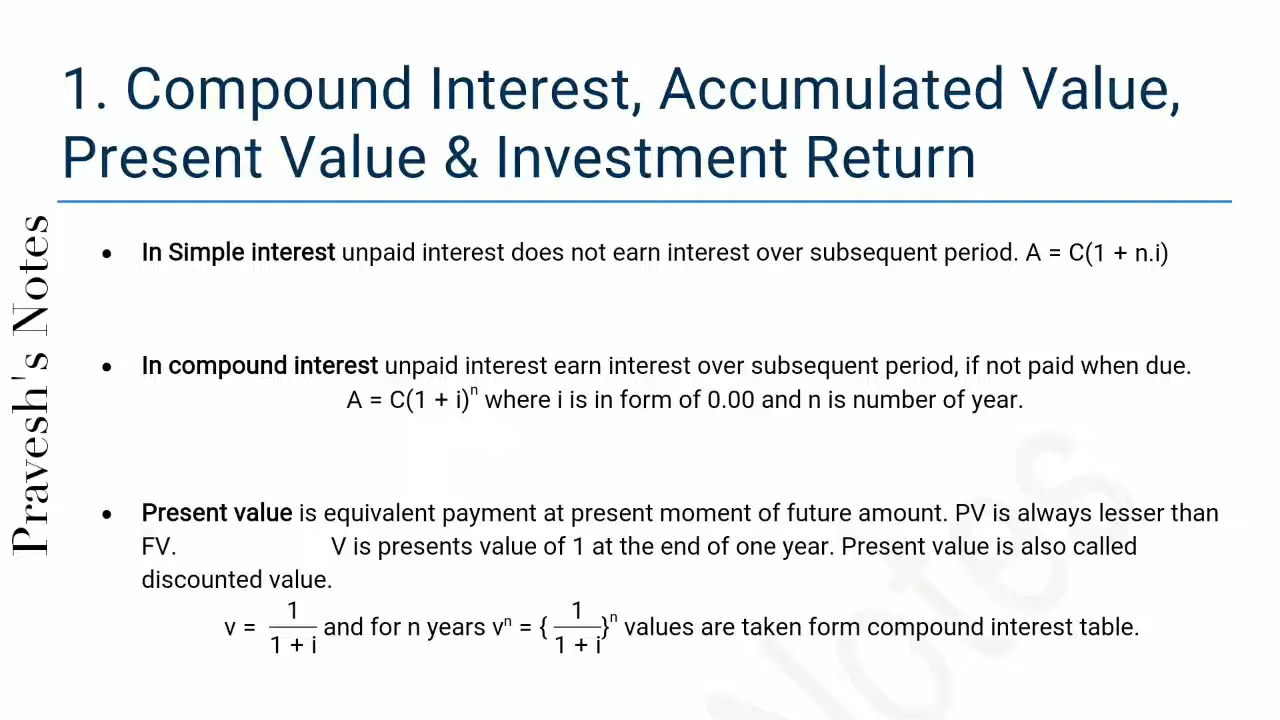 1. Compound Interest, Accumulated Value,
Present Value & Investment Return
Pravesh's Notes
• In Simple interest unpaid interest does not earn interest over subsequent period. A = C(1 + n.i)
• In compound interest unpaid interest earn interest over subsequent period, if not paid when due.
A = C(1 + i)^n where i is in form of 0.00 and n is number of year.
• Present value is equivalent payment at present moment of future amount. PV is always lesser than
FV. V is presents value of 1 at the end of one year. Present value is also called
discounted value.
v = 1/(1 + i) and for n years v^n = { 1/(1 + i) }^n values are taken form compound interest table.
Notes